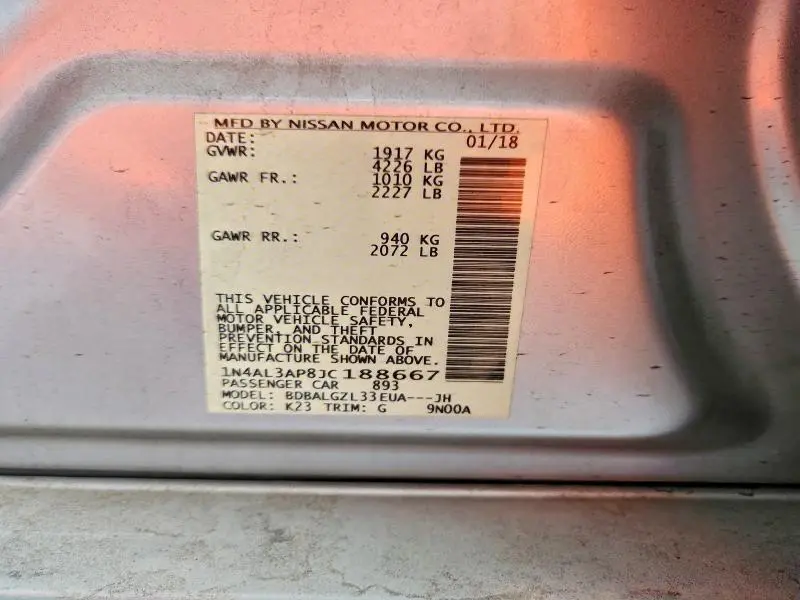 MFD BY NISSAN MOTOR CO., LTD.
DATE: 01/18
GVWR: 1917 KG
4226 LB
GAWR FR.: 1010 KG
2227 LB
GAWR RR.: 940 KG
2072 LB
THIS VEHICLE CONFORMS TO
ALL APPLICABLE FEDERAL
MOTOR VEHICLE SAFETY,
BUMPER, AND THEFT
PREVENTION STANDARDS IN
EFFECT ON THE DATE OF
MANUFACTURE SHOWN ABOVE.
1N4AL3AP8JC188667
PASSENGER CAR 893
MODEL: BDBALGZL33EUA---JH
COLOR: K23 TRIM: G 9N00A